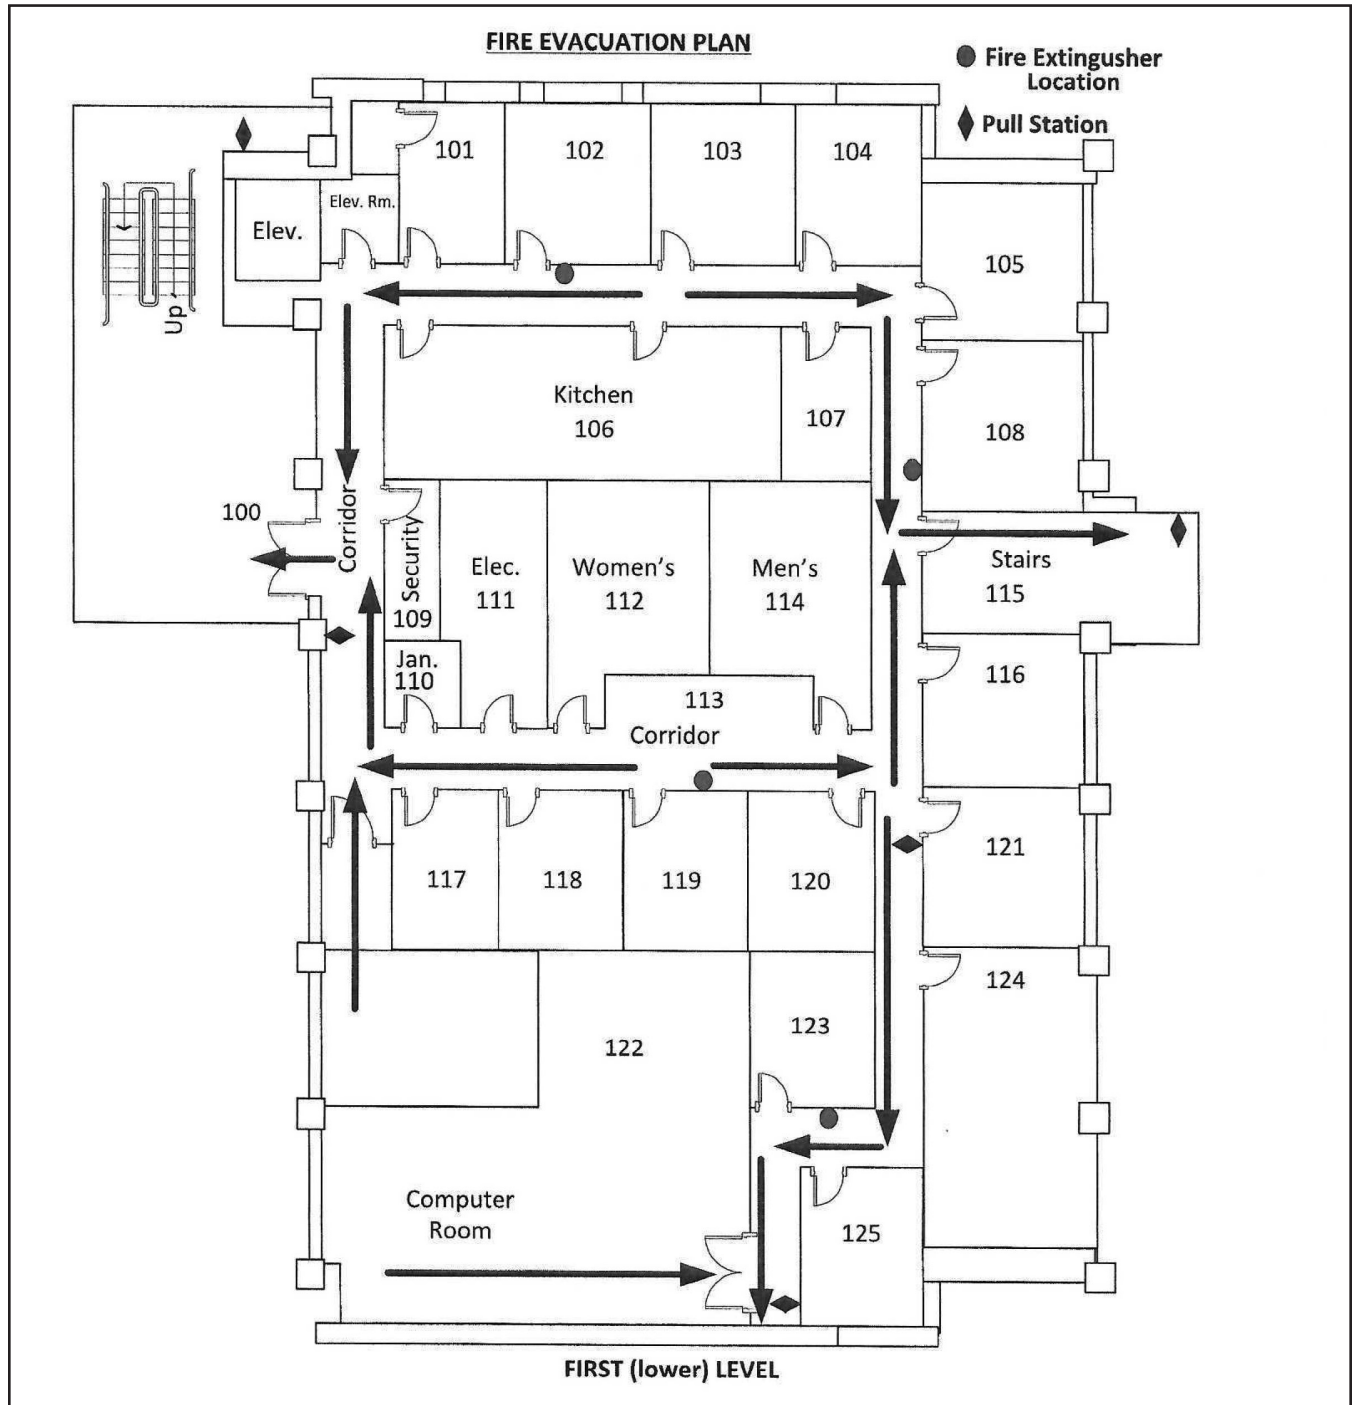 FIRE EVACUATION PLAN
Fire Extingusher
Location
Pull Station
101
102
103
104
Elev. Rm.
Elev.
105
Up
Kitchen
106
107
108
100
Corridor
Security
109
Elec.
111
Women's
112
Men's
114
Stairs
115
Jan.
110
113
Corridor
116
117
118
119
120
121
122
123
124
Computer
Room
125
FIRST (lower) LEVEL